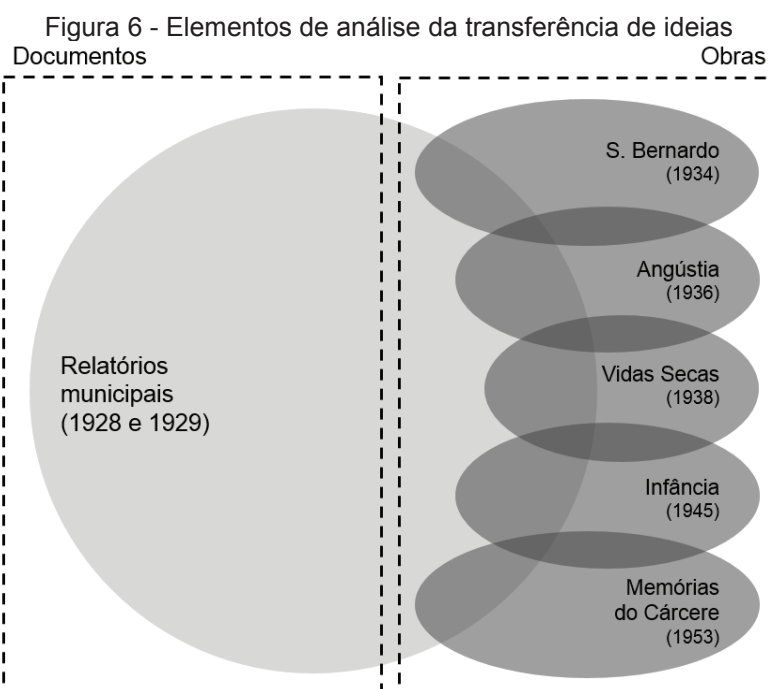 Figura 6 - Elementos de análise da transferência de ideias
Documentos
Obras
S. Bernardo
(1934)
Angústia
(1936)
Relatórios
municipais
(1928 e 1929)
Vidas Secas
(1938)
Infância
(1945)
Memórias
do Cárcere
(1953)